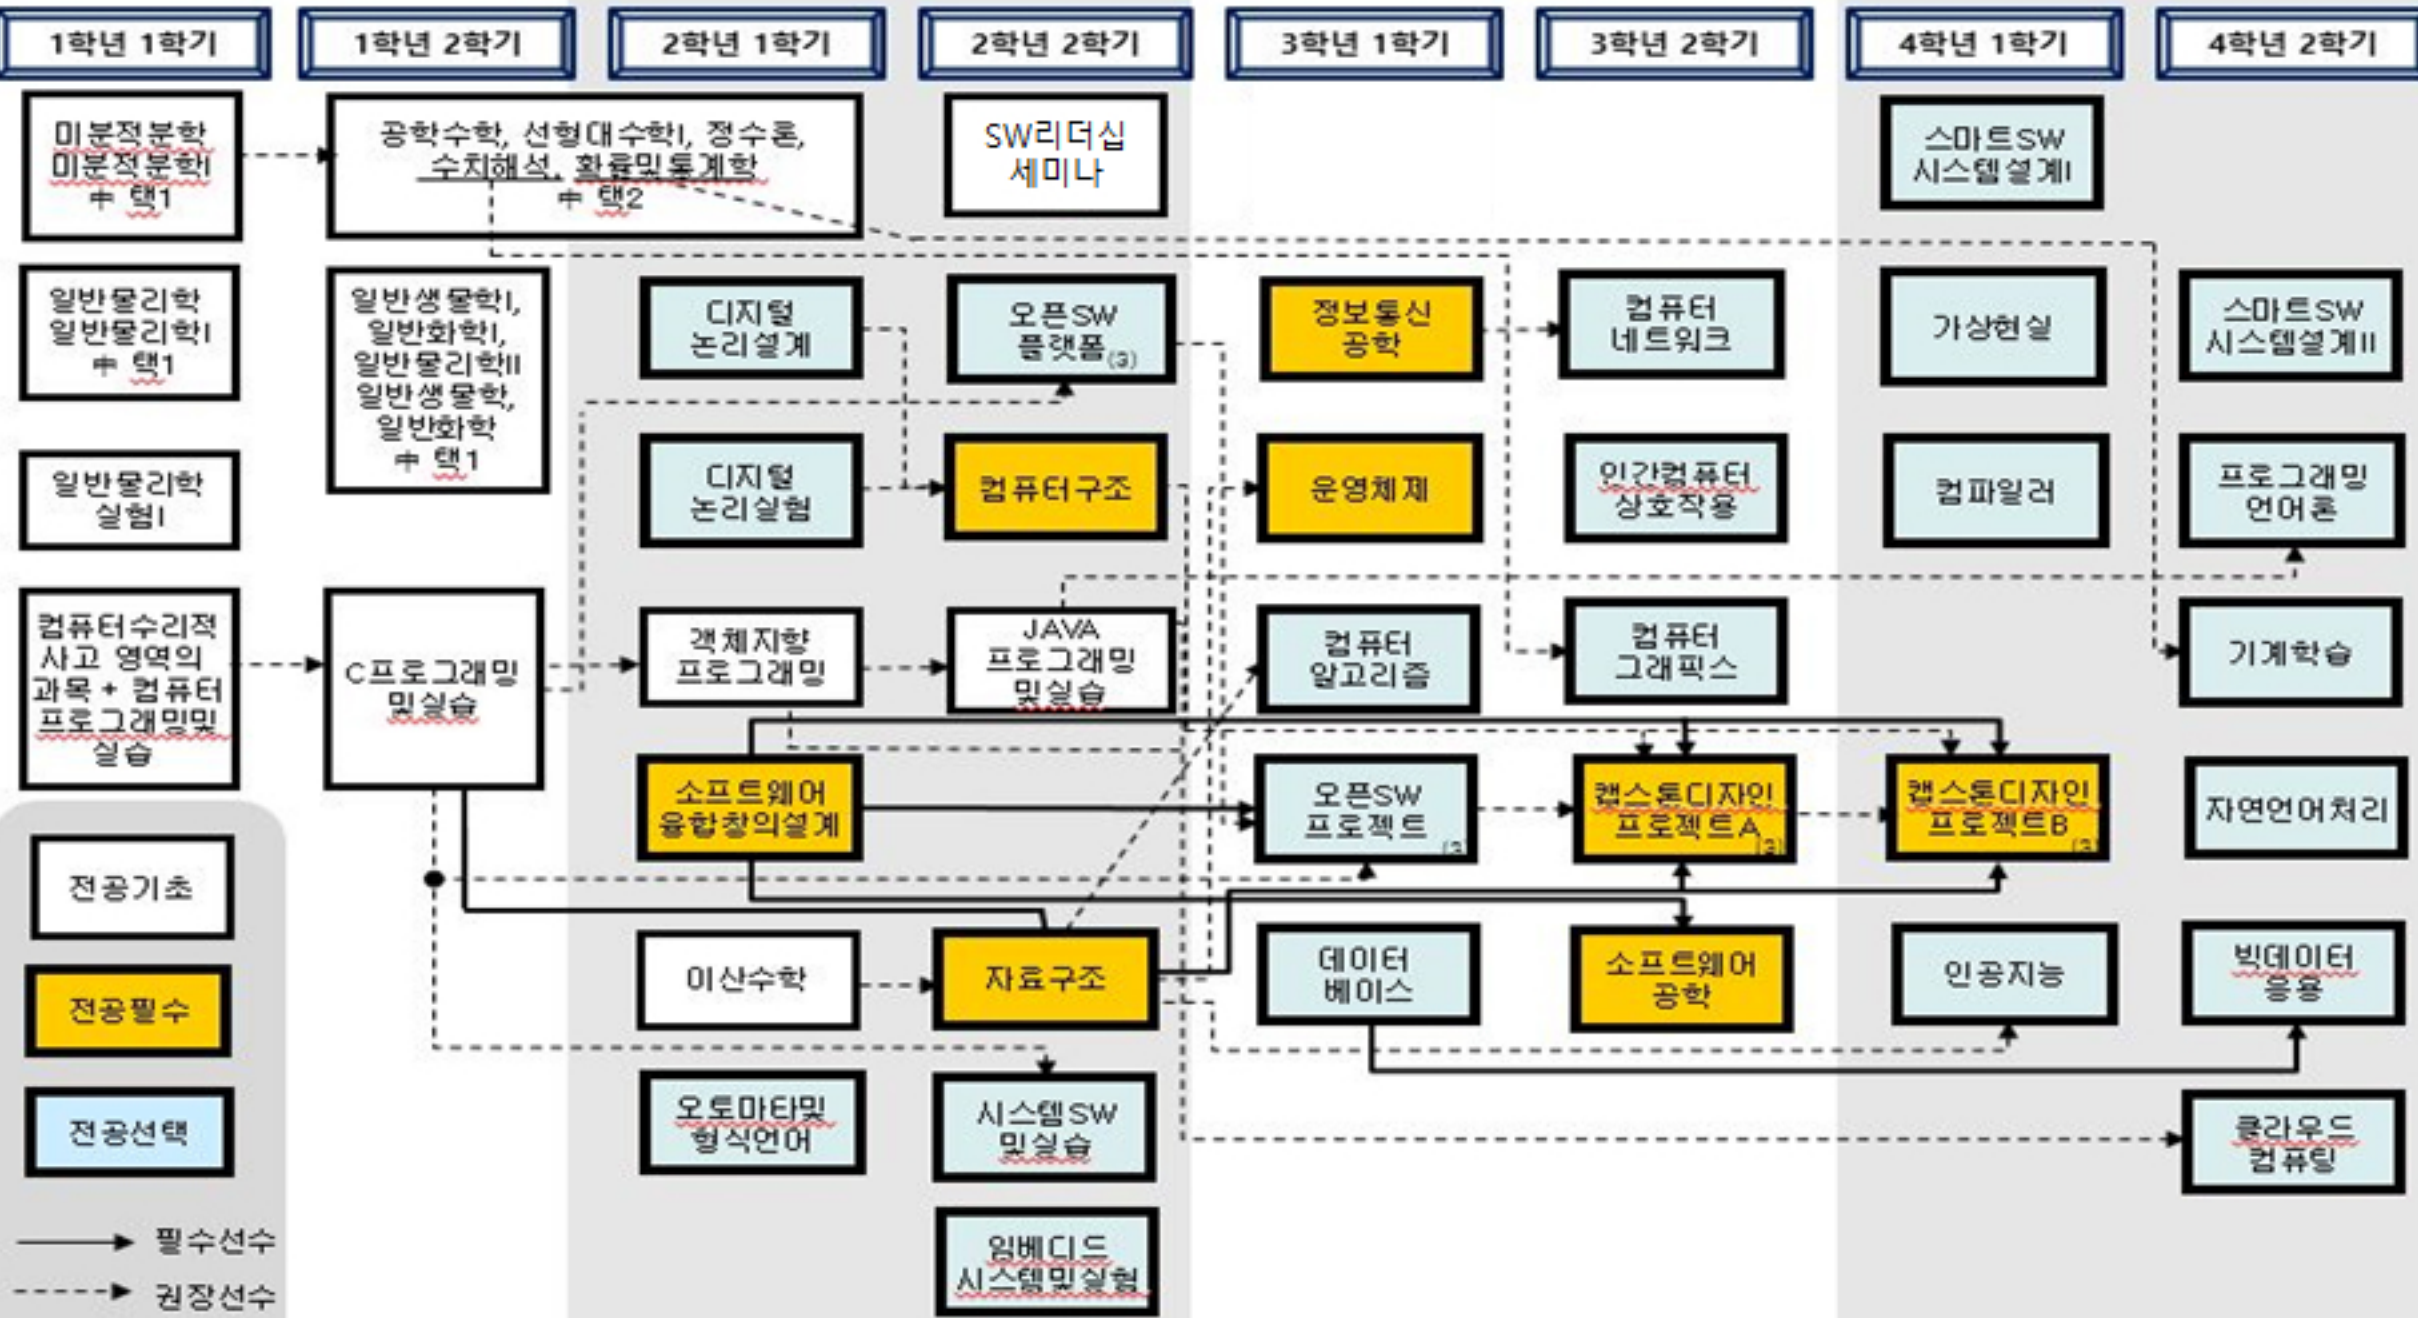 1학년 1학기
1학년 2학기
2학년 1학기
2학년 2학기
3학년 1학기
3학년 2학기
4학년 1학기
4학년 2학기
미분적분학
미분적분학I
中 택1
공학수학, 선형대수학I, 정수론,
수치해석, 확률및통계학
中 택2
SW리더십
세미나
스마트SW
시스템설계I
일반물리학
일반물리학I
中 택1
일반생물학I,
일반화학I,
일반물리학II
일반생물학,
일반화학
中 택1
디지털
논리설계
오픈SW
플랫폼(3)
정보통신
공학
컴퓨터
네트워크
가상현실
스마트SW
시스템설계II
일반물리학
실험I
디지털
논리실험
컴퓨터구조
운영체제
인간컴퓨터
상호작용
컴파일러
프로그래밍
언어론
컴퓨터수리적
사고 영역의
과목 + 컴퓨터
프로그래밍및
실습
C프로그래밍
및실습
객체지향
프로그래밍
JAVA
프로그래밍
및실습
컴퓨터
알고리즘
컴퓨터
그래픽스
기계학습
소프트웨어
융합창의설계
오픈SW
프로젝트
(3)
캡스톤디자인
프로젝트A
(3)
캡스톤디자인
프로젝트B
(3)
자연언어처리
전공기초
이산수학
자료구조
데이터
베이스
소프트웨어
공학
인공지능
빅데이터
응용
전공필수
전공선택
오토마타및
형식언어
시스템SW
및실습
클라우드
컴퓨팅
임베디드
시스템및실험
필수선수
권장선수